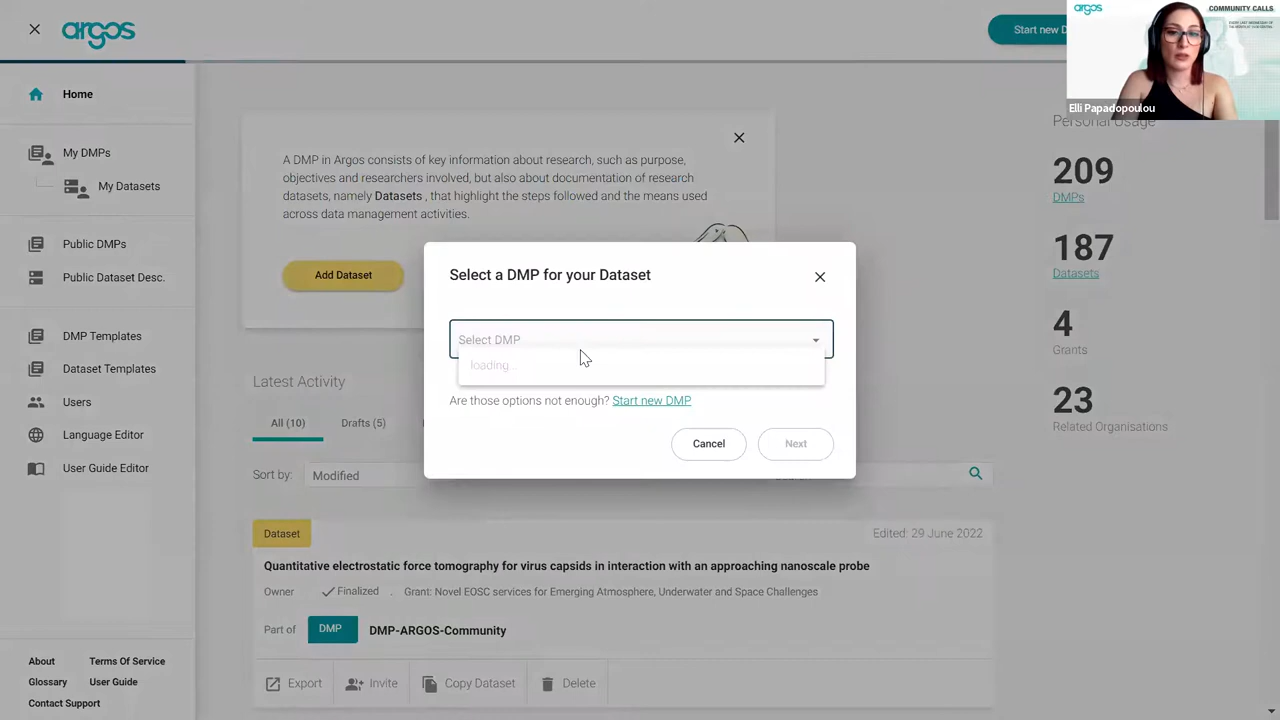 argos
Start new D
argos
COMMUNITY CALLS
Elli Papadopoulou
Home
My DMPs
My Datasets
Public DMPs
Public Dataset Desc.
DMP Templates
Dataset Templates
Users
Language Editor
User Guide Editor
About
Terms Of Service
Glossary
User Guide
Contact Support
A DMP in Argos consists of key information about research, such as purpose,
objectives and researchers involved, but also about documentation of research
datasets, namely Datasets , that highlight the steps followed and the means used
across data management activities.
Add Dataset
Select a DMP for your Dataset
Select DMP
loading...
Are those options not enough? Start new DMP
Cancel
Next
Latest Activity
All (10)
Drafts (5)
Sort by:
Modified
Dataset
Edited: 29 June 2022
Quantitative electrostatic force tomography for virus capsids in interaction with an approaching nanoscale probe
Owner
Finalized
. Grant: Novel EOSC services for Emerging Atmosphere, Underwater and Space Challenges
Part of
DMP
DMP-ARGOS-Community
Export
Invite
Copy Dataset
Delete
Personal Usage
209
DMPs
187
Datasets
4
Grants
23
Related Organisations